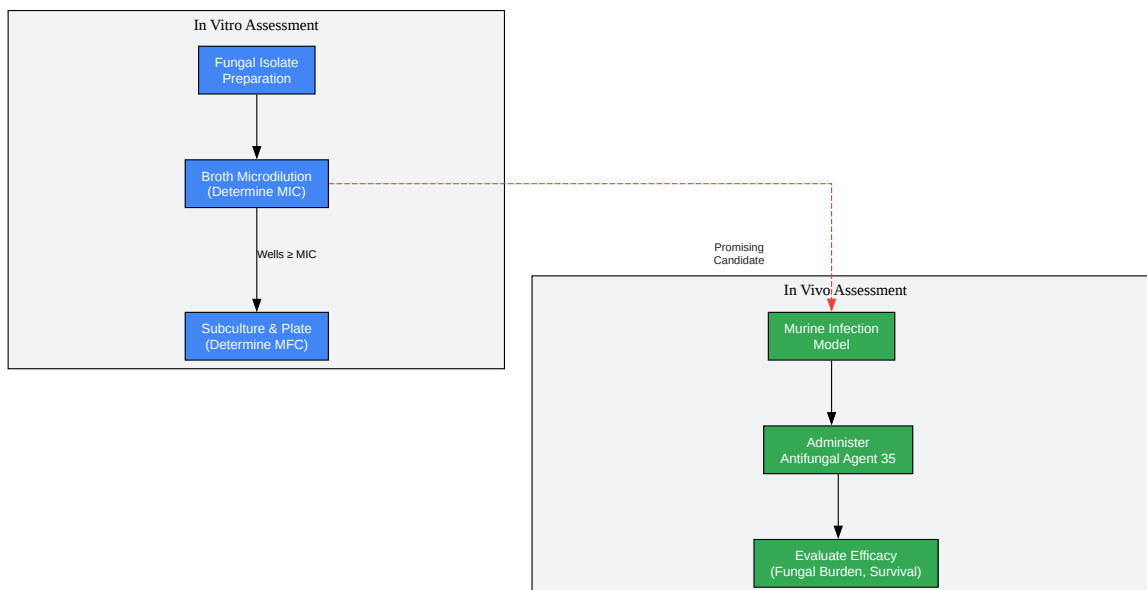 In Vitro Assessment
Fungal Isolate
Preparation
Broth Microdilution
(Determine MIC)
Wells ≥ MIC
Subculture & Plate
(Determine MFC)
Promising
Candidate
In Vivo Assessment
Murine Infection
Model
Administer
Antifungal Agent 35
Evaluate Efficacy
(Fungal Burden, Survival)